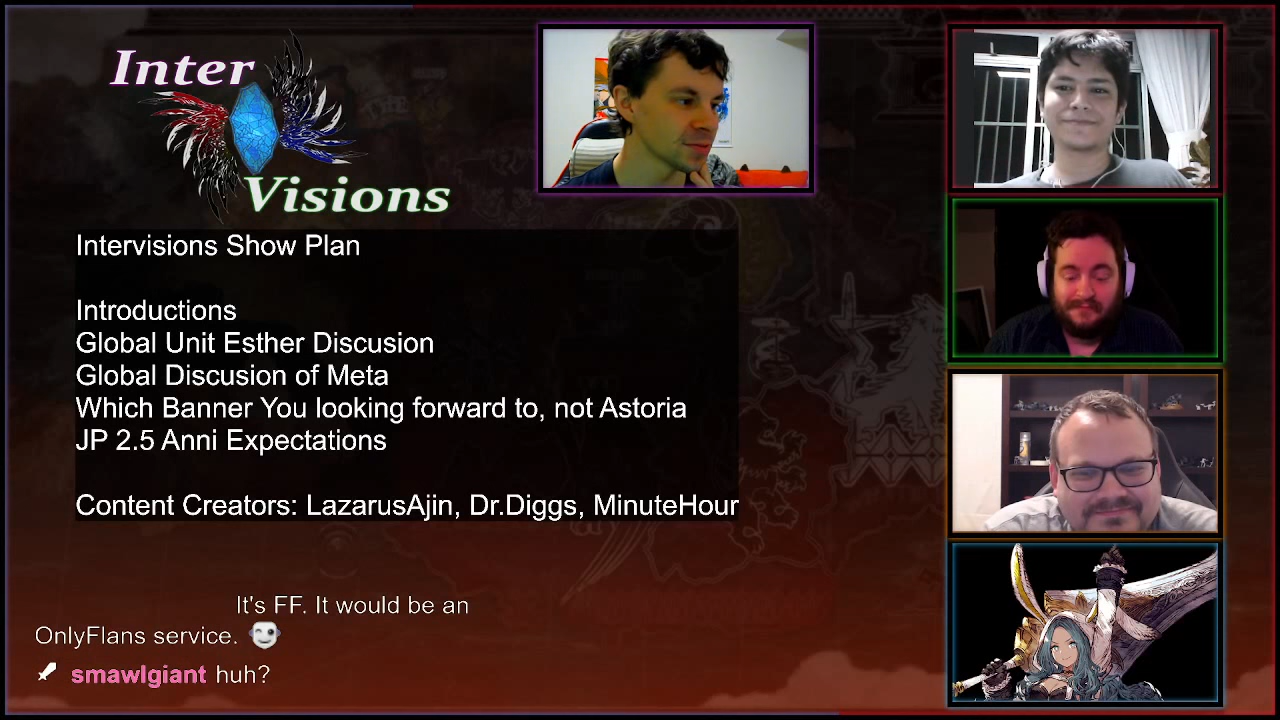 Inter
Visions
Intervisions Show Plan
Introductions
Global Unit Esther Discusion
Global Discusion of Meta
Which Banner You looking forward to, not Astoria
JP 2.5 Anni Expectations
Content Creators: LazarusAjin, Dr.Diggs, MinuteHour
It's FF. It would be an
OnlyFlans service.
smawlgiant huh?